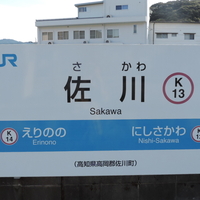 JR
さ かわ
佐川
K
13
Sakawa
K
14
えりのの
Ennono
にしさかわ
Nishi-Sakawa
(高知県高岡郡佐川町)